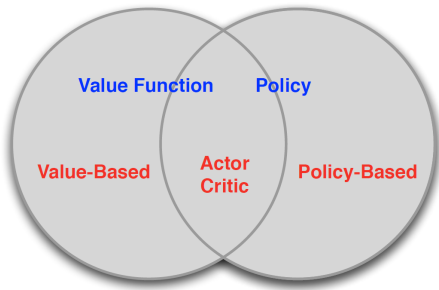 Value Function
Policy
Value-Based
Actor
Critic
Policy-Based